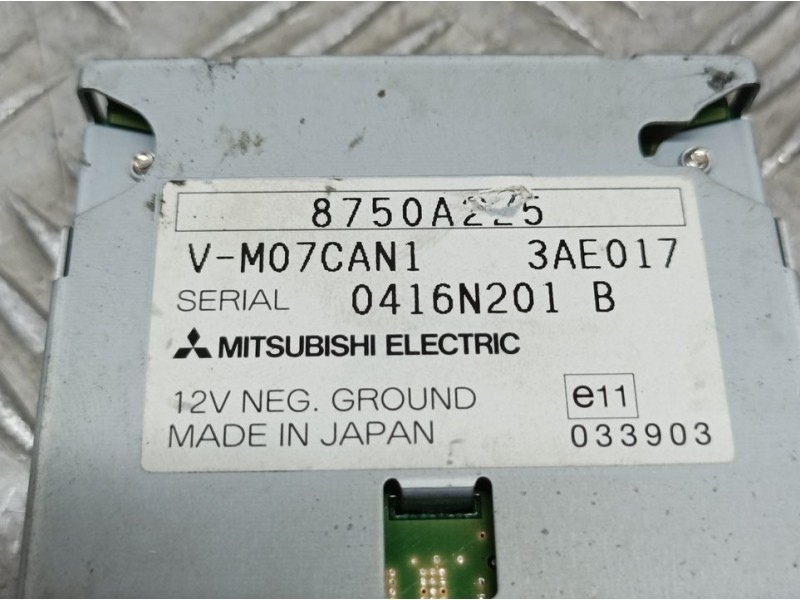 8750A225
V-M07CAN1 3AE017
SERIAL 0416N201 B
MITSUBISHI ELECTRIC
12V NEG. GROUND e11
MADE IN JAPAN 033903